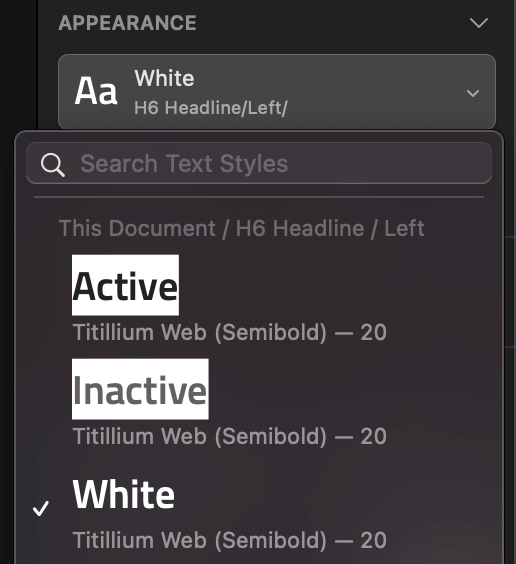 APPEARANCE
Aa
White
H6 Headline/Left/
Search Text Styles
This Document / H6 Headline / Left
Active
Titillium Web (Semibold) — 20
Inactive
Titillium Web (Semibold) — 20
White
Titillium Web (Semibold) — 20